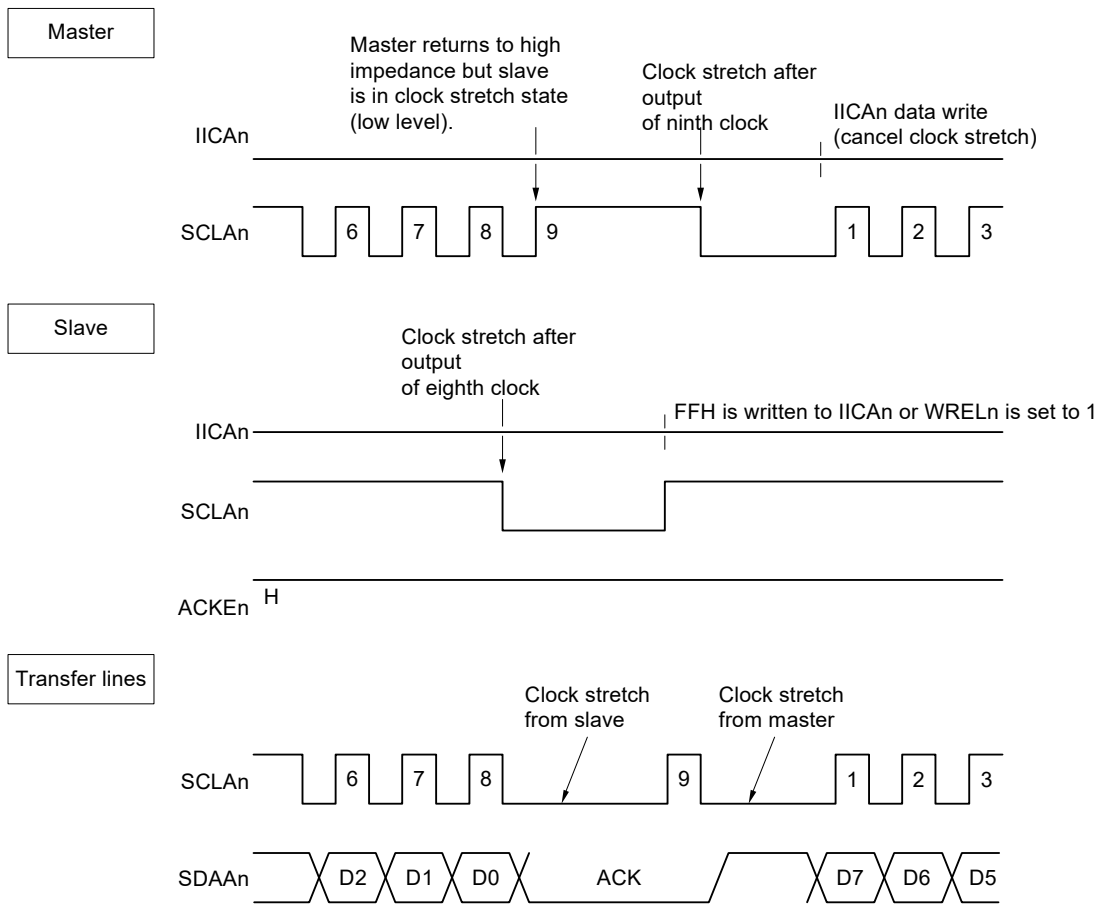 Master
Master returns to high
impedance but slave
is in clock stretch state
(low level).
Clock stretch after
output
of ninth clock
IICAn data write
(cancel clock stretch)
IICAn
SCLAn
6 7 8 9 1 2 3
Slave
Clock stretch after
output
of eighth clock
FFH is written to IICAn or WRELn is set to 1
IICAn
SCLAn
ACKEn H
Transfer lines
Clock stretch
from slave
Clock stretch
from master
SCLAn 6 7 8 9 1 2 3
SDAAn D2 D1 D0 ACK D7 D6 D5